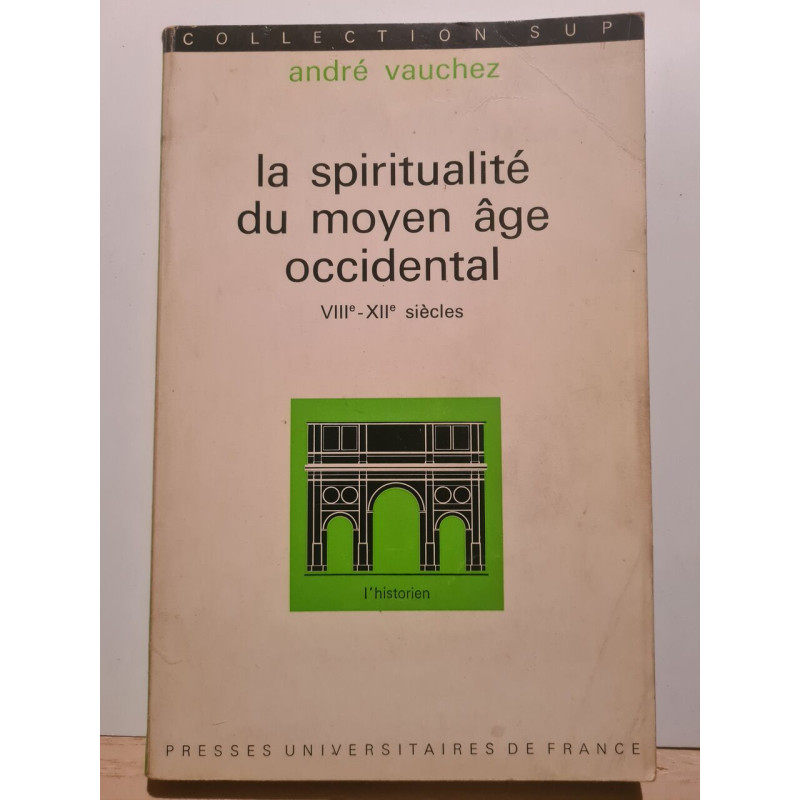 COLLECTION SUP
andré vauchez
la spiritualité
du moyen âge
occidental
VIIIᵉ-XIIᵉ siècles
l'historien
PRESSES UNIVERSITAIRES DE FRANCE